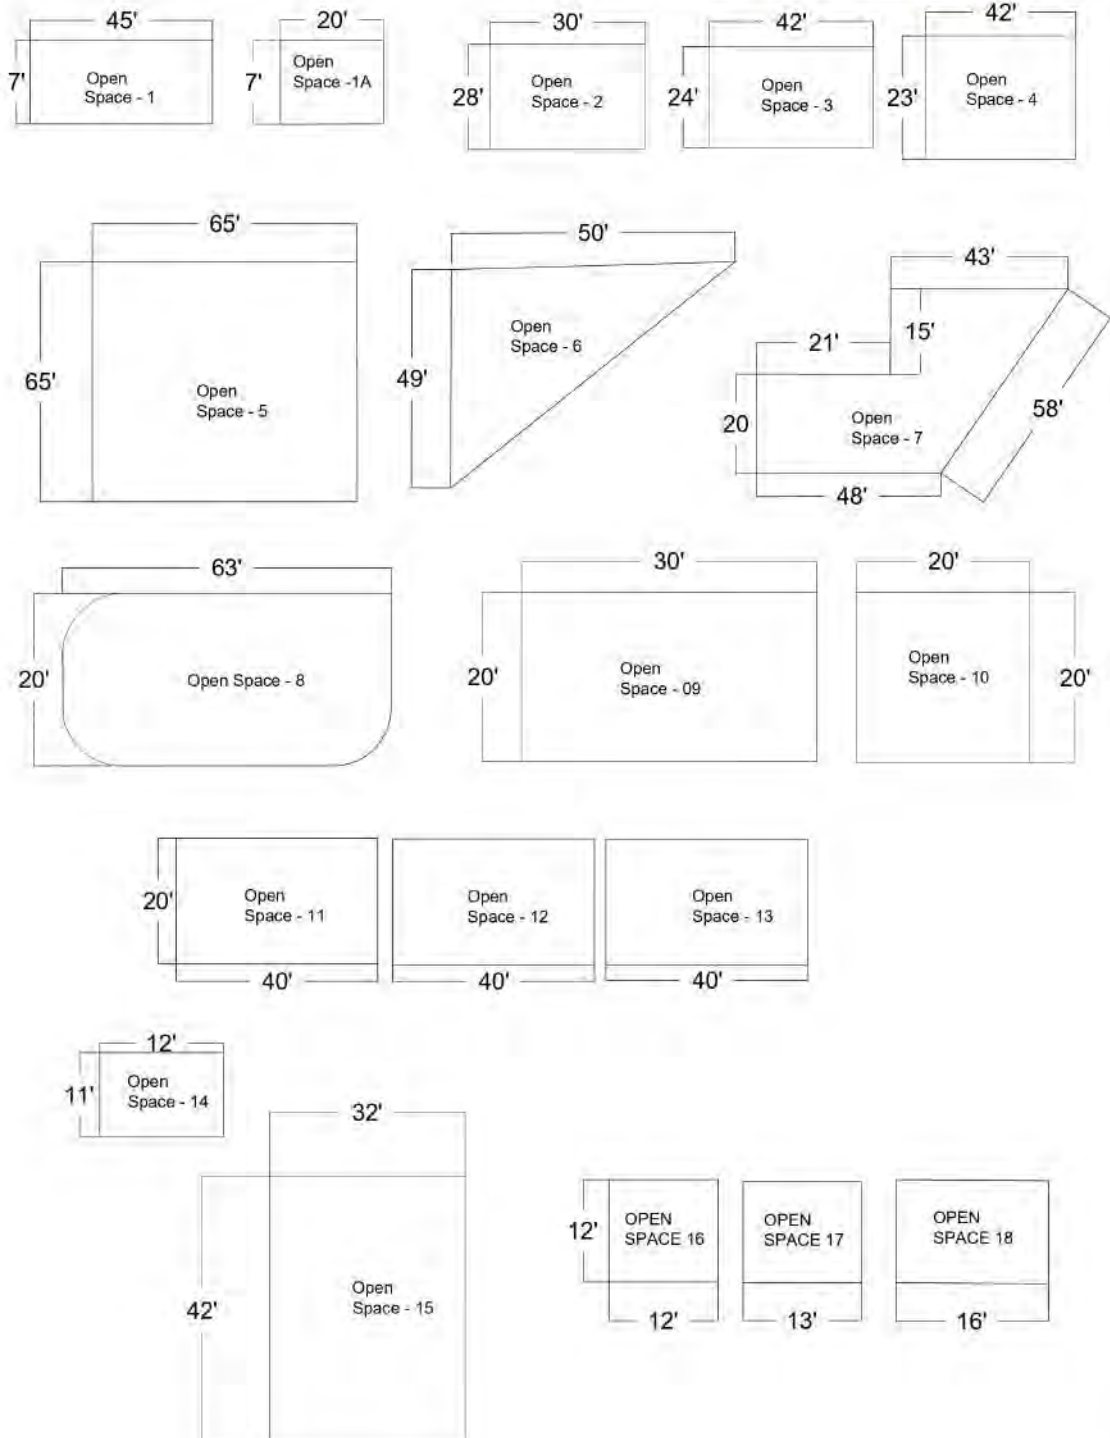 45'
20'
30'
42'
42'
7'
Open
Space - 1
7'
Open
Space -1A
28'
Open
Space - 2
24'
Open
Space - 3
23'
Open
Space - 4
65'
50'
43'
65'
Open
Space - 5
49'
Open
Space - 6
21'
15'
20
Open
Space - 7
58'
48'
63'
30'
20'
20'
Open Space - 8
20'
Open
Space - 09
Open
Space - 10
20'
20'
Open
Space - 11
Open
Space - 12
Open
Space - 13
40'
40'
40'
12'
11'
Open
Space - 14
32'
42'
Open
Space - 15
12'
OPEN
SPACE 16
OPEN
SPACE 17
OPEN
SPACE 18
12'
13'
16'